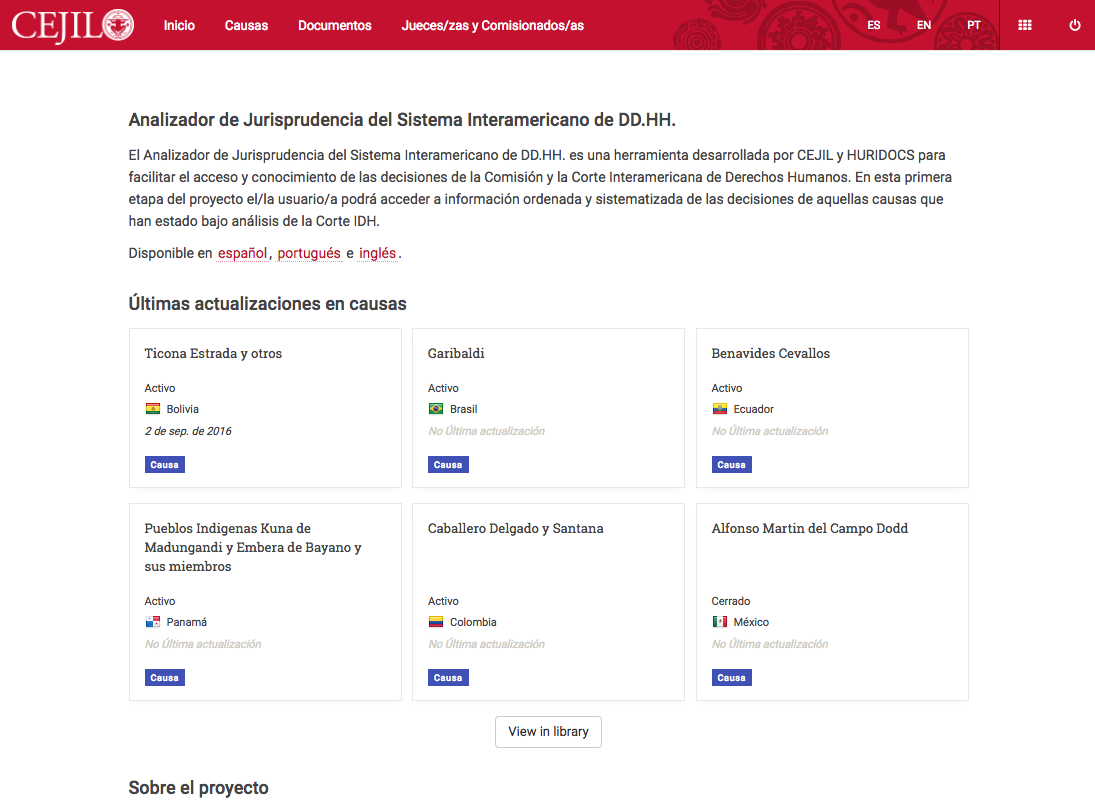 CEJIL
Inicio
Causas
Documentos
Jueces/zas y Comisionados/as
ES
EN
PT
Analizador de Jurisprudencia del Sistema Interamericano de DD.HH.
El Analizador de Jurisprudencia del Sistema Interamericano de DD.HH. es una herramienta desarrollada por CEJIL y HURIDOCS para
facilitar el acceso y conocimiento de las decisiones de la Comisión y la Corte Interamericana de Derechos Humanos. En esta primera
etapa del proyecto el/la usuario/a podrá acceder a información ordenada y sistematizada de las decisiones de aquellas causas que
han estado bajo análisis de la Corte IDH.
Disponible en español, portugués e inglés.
Últimas actualizaciones en causas
Ticona Estrada y otros
Activo
Bolivia
2 de sep. de 2016
Causa
Garibaldi
Activo
Brasil
No Última actualización
Causa
Benavides Cevallos
Activo
Ecuador
No Última actualización
Causa
Pueblos Indigenas Kuna de
Madungandi y Embera de Bayano y
sus miembros
Activo
Panamá
No Última actualización
Causa
Caballero Delgado y Santana
Activo
Colombia
No Última actualización
Causa
Alfonso Martin del Campo Dodd
Cerrado
México
No Última actualización
Causa
View in library
Sobre el proyecto